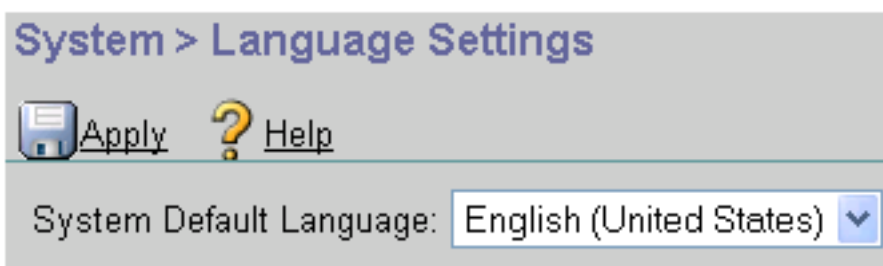 System > Language Settings
Apply Help
System Default Language: English (United States)